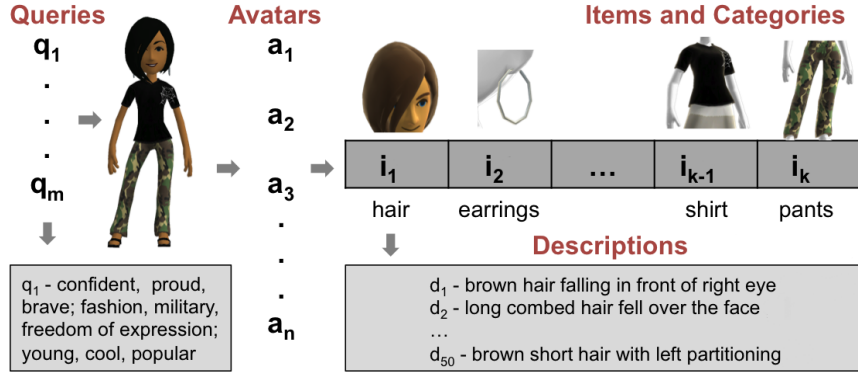 Queries
Avatars
Items and Categories
q1
.
.
.
qm
a1
a2
a3
.
.
.
an
i1 i2 ... ik-1 ik
hair earrings shirt pants
Descriptions
q1 - confident, proud,
brave; fashion, military,
freedom of expression;
young, cool, popular
d1 - brown hair falling in front of right eye
d2 - long combed hair fell over the face
...
d50 - brown short hair with left partitioning